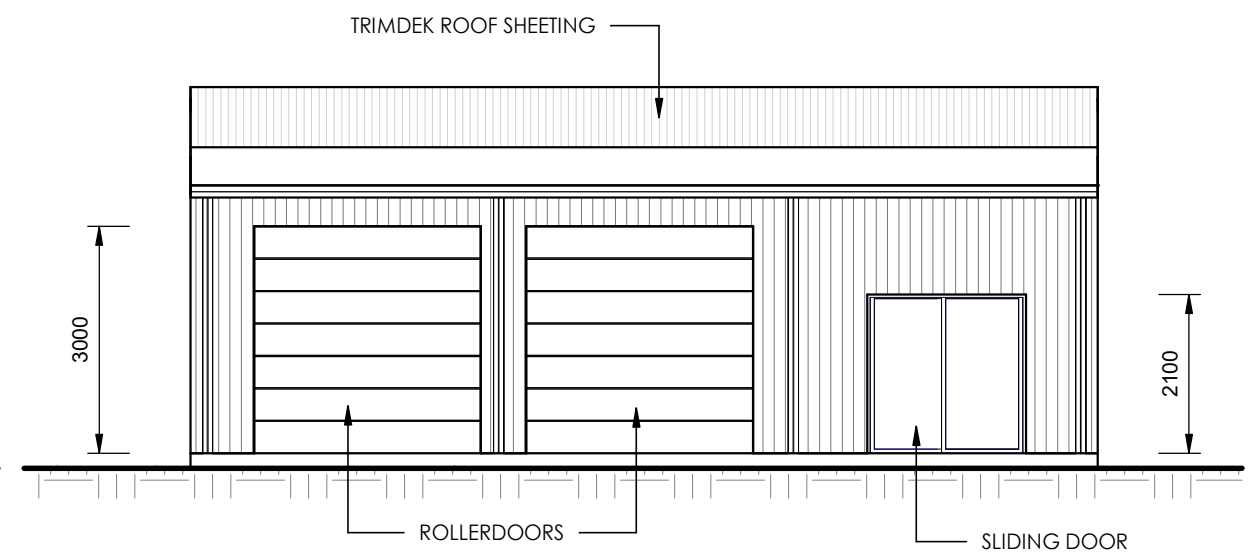 TRIMDEK ROOF SHEETING
3000
2100
ROLLERDOORS
SLIDING DOOR